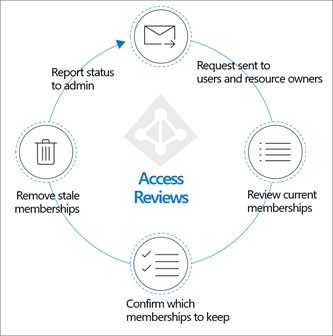 Request sent to
users and resource owners
Report status
to admin
Access
Reviews
Remove stale
memberships
Review current
memberships
Confirm which
memberships to keep